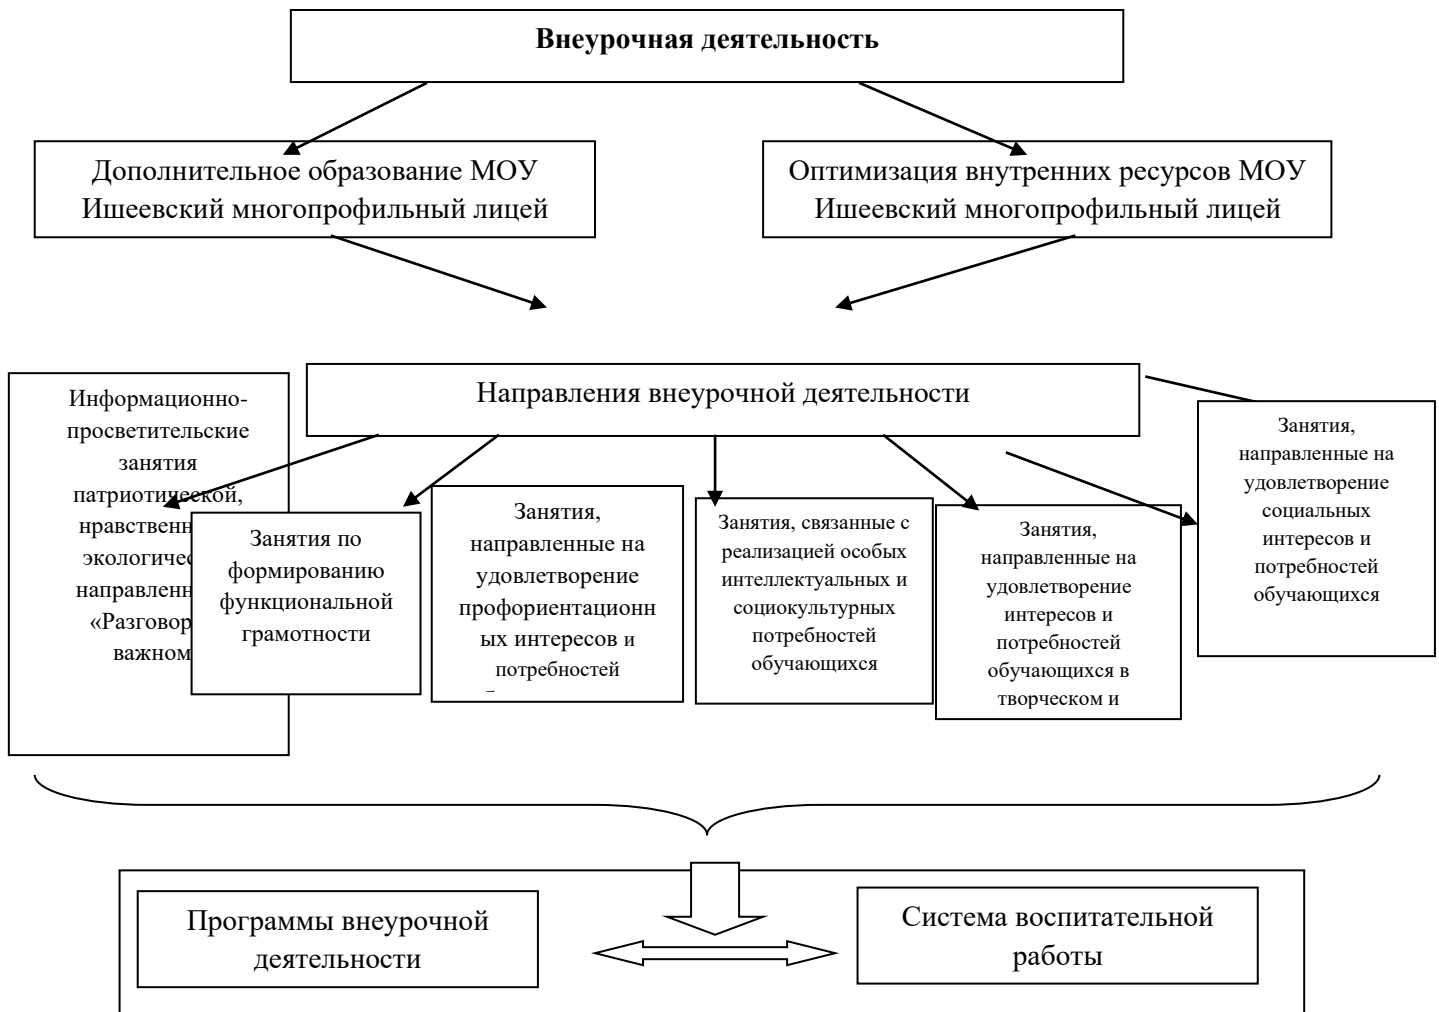 Внеурочная деятельность
Дополнительное образование МОУ
Ишеевский многопрофильный лицей
Оптимизация внутренних ресурсов МОУ
Ишеевский многопрофильный лицей
Направления внеурочной деятельности
Информационно-
просветительские
занятия
патриотической,
нравственн
экологичес
направленн
«Разговор
важном
Занятия по
формированию
функциональной
грамотности
Занятия,
направленные на
удовлетворение
профориентационн
ых интересов и
потребностей
Занятия, связанные с
реализацией особых
интеллектуальных и
социокультурных
потребностей
обучающихся
Занятия,
направленные на
удовлетворение
интересов и
потребностей
обучающихся в
творческом и
Занятия,
направленные на
удовлетворение
социальных
интересов и
потребностей
обучающихся
Программы внеурочной
деятельности
Система воспитательной
работы